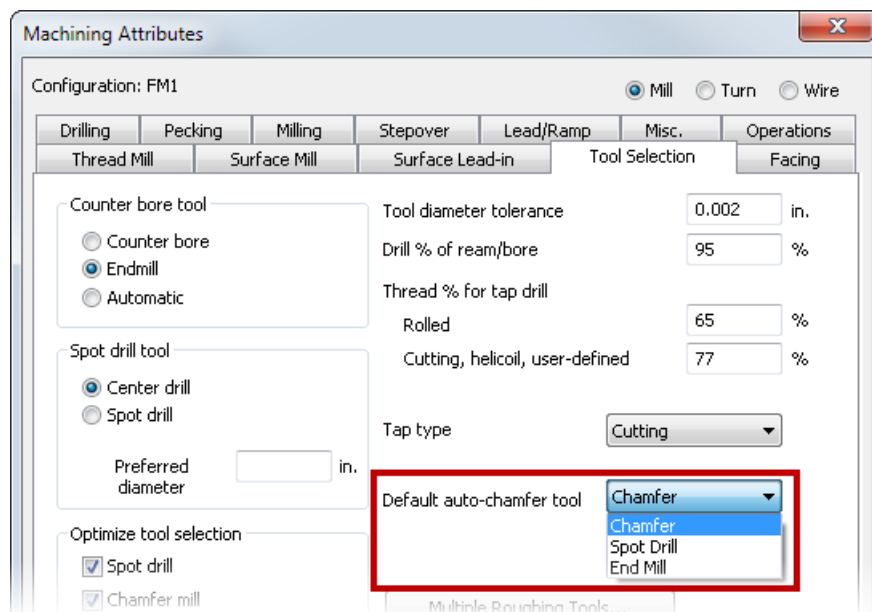 Machining Attributes
Configuration: FM1
Mill Turn Wire
Drilling Pecking Milling Stepover Lead/Ramp Misc. Operations
Thread Mill Surface Mill Surface Lead-in Tool Selection Facing
Counter bore tool
Counter bore
Endmill
Automatic
Spot drill tool
Center drill
Spot drill
Preferred
diameter
in.
Optimize tool selection
Spot drill
Chamfer mill
Tool diameter tolerance 0.002 in.
Drill % of ream/bore 95 %
Thread % for tap drill
Rolled 65 %
Cutting, helicoil, user-defined 77 %
Tap type Cutting
Default auto-chamfer tool Chamfer
Chamfer
Spot Drill
End Mill
Multiple Roughing Tools...